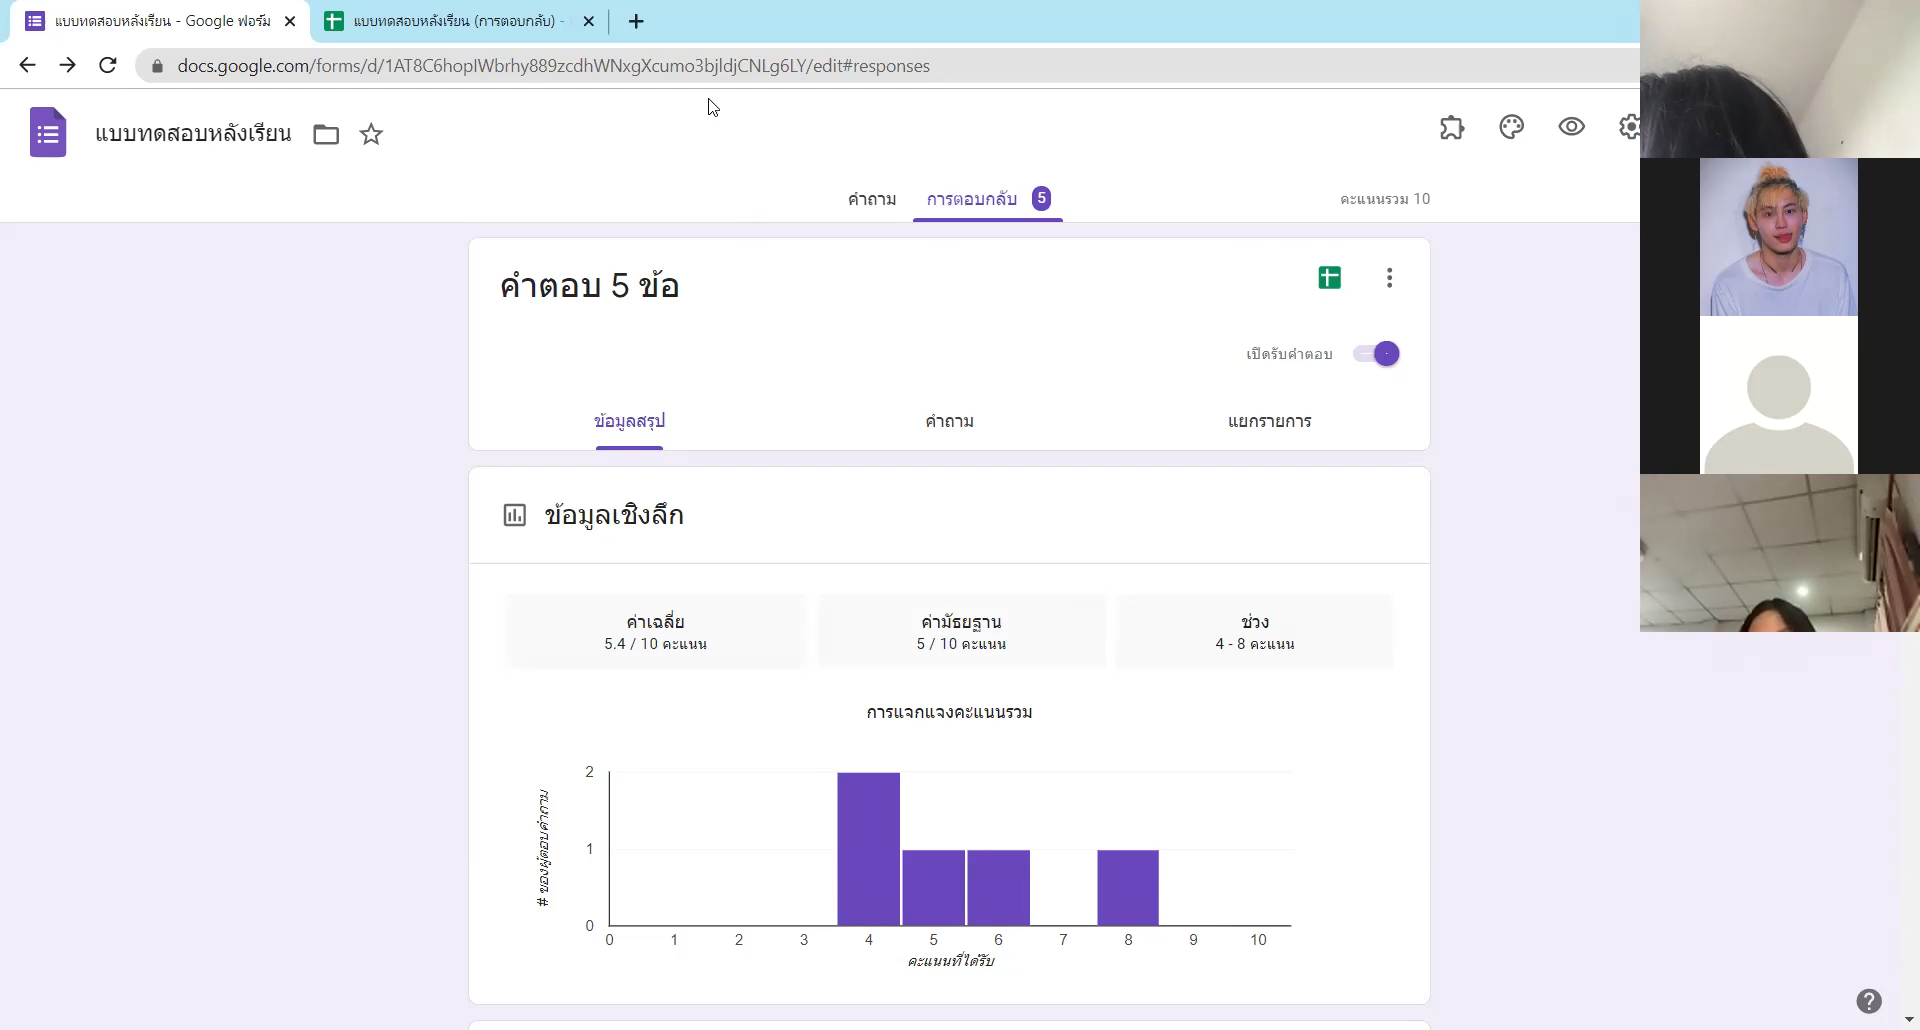 แบบทดสอบหลังเรียน - Google ฟอร์ม
แบบทดสอบหลังเรียน (การตอบกลับ) -
docs.google.com/forms/d/1AT8C6hoplWbrhy889zcdhWNxgXcumo3bjldjCNLg6LY/edit#responses
แบบทดสอบหลังเรียน
คำถาม
การตอบกลับ 5
คะแนนรวม 10
คำตอบ 5 ข้อ
เปิดรับคำตอบ
ข้อมูลสรุป
คำถาม
แยกรายการ
ข้อมูลเชิงลึก
ค่าเฉลี่ย
5.4 / 10 คะแนน
ค่ามัธยฐาน
5 / 10 คะแนน
ช่วง
4 - 8 คะแนน
การแจกแจงคะแนนรวม
# ของผู้ตอบคำถาม
2
1
0
0 1 2 3 4 5 6 7 8 9 10
คะแนนที่ได้รับ